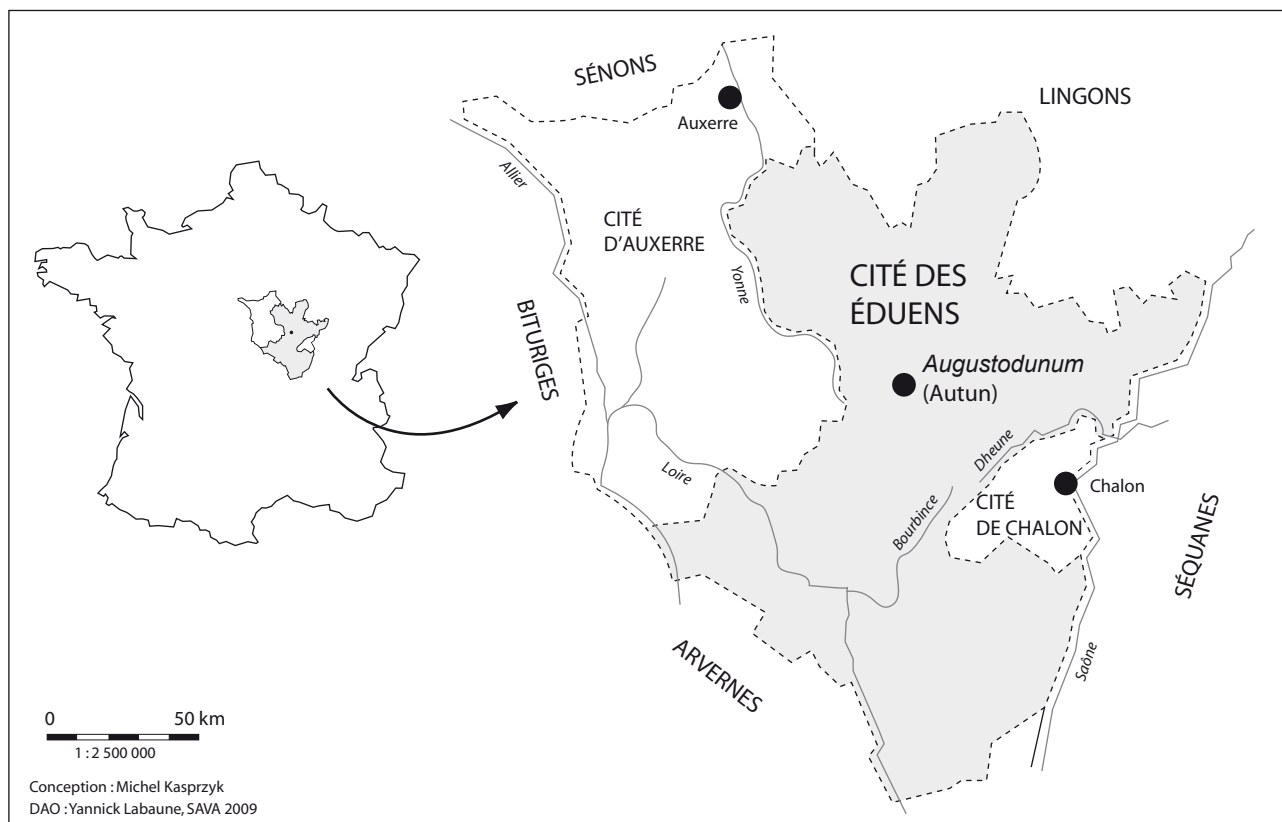 SÉNONS
LINGONS
Auxerre
Allier
CITÉ
D'AUXERRE
Yonne
CITÉ DES
ÉDUENS
BITURIGES
Augustodunum
(Autun)
Dheune
Loire
Chalon
Bourbince
CITÉ
DE CHALON
SÉQUANES
ARVERNES
Saône
0 50 km
1 : 2 500 000
Conception : Michel Kasprzyk
DAO : Yannick Labaune, SAVA 2009